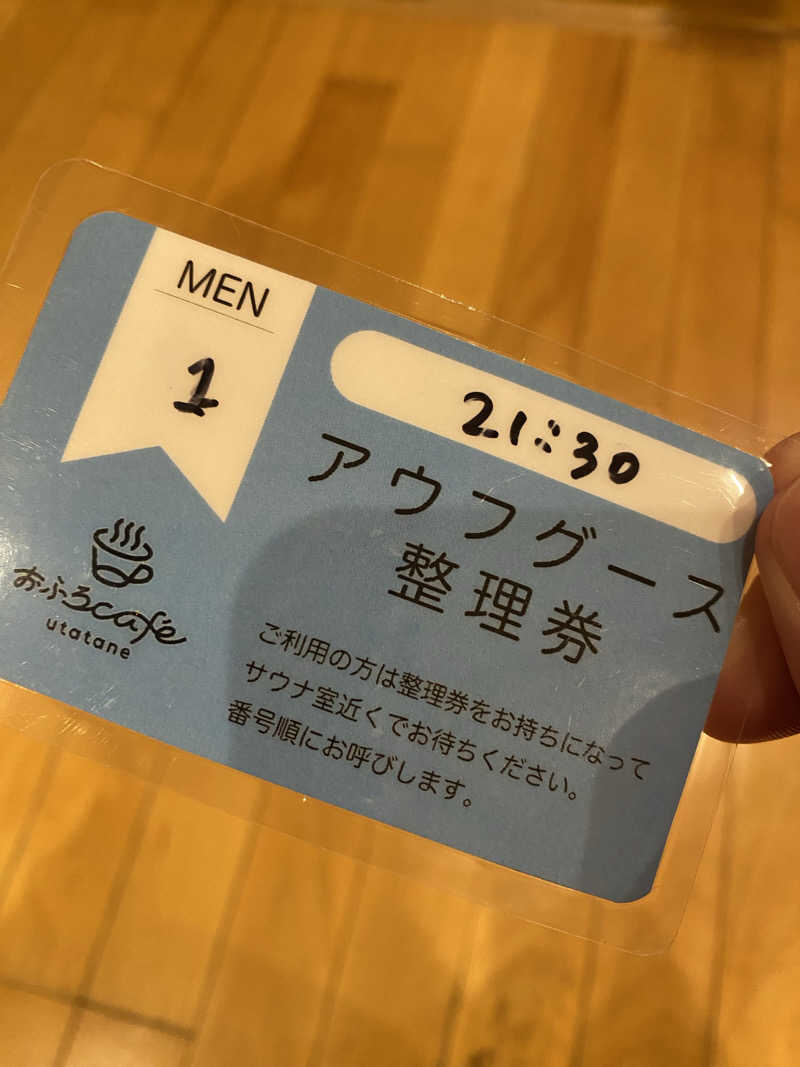 MEN
1
21:30
アウフグース
整理券
ご利用の方は整理券をお持ちになって
サウナ室近くでお待ちください。
番号順にお呼びします。
おふろcafe
utatane